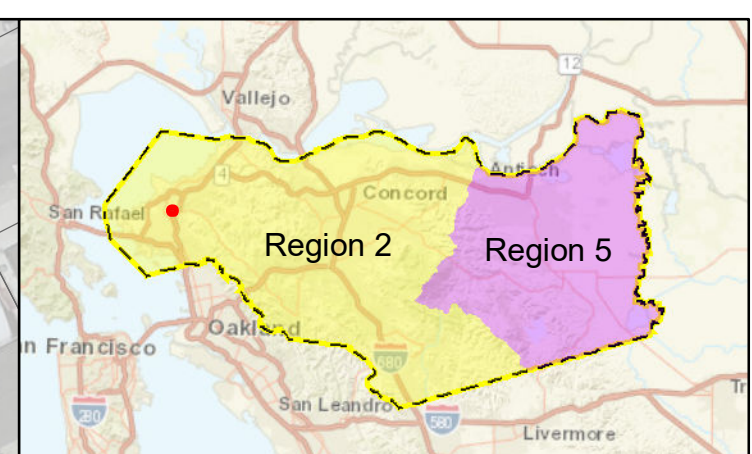 12
Vallejo
Antioch
4
Concord
San Rafael
Region 2
Region 5
Oakland
n Francisco
680
San Leandro
Tr
280
580
Livermore